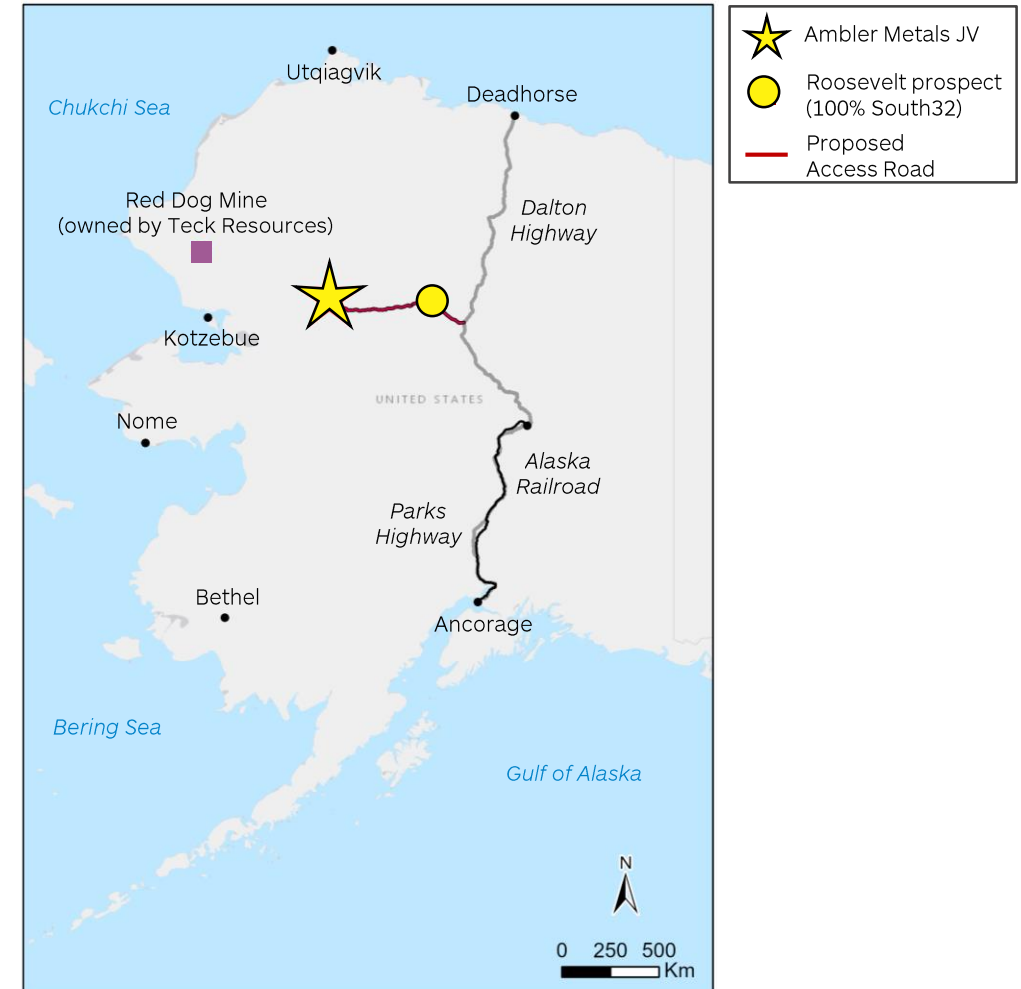 Utqiagvik
Deadhorse
Chukchi Sea
Red Dog Mine
(owned by Teck Resources)
Dalton
Highway
Kotzebue
UNITED STATES
Nome
Alaska
Railroad
Parks
Highway
Bethel
Ancorage
Bering Sea
Gulf of Alaska
N
0 250 500
Km
Ambler Metals JV
Roosevelt prospect
(100% South32)
Proposed
Access Road